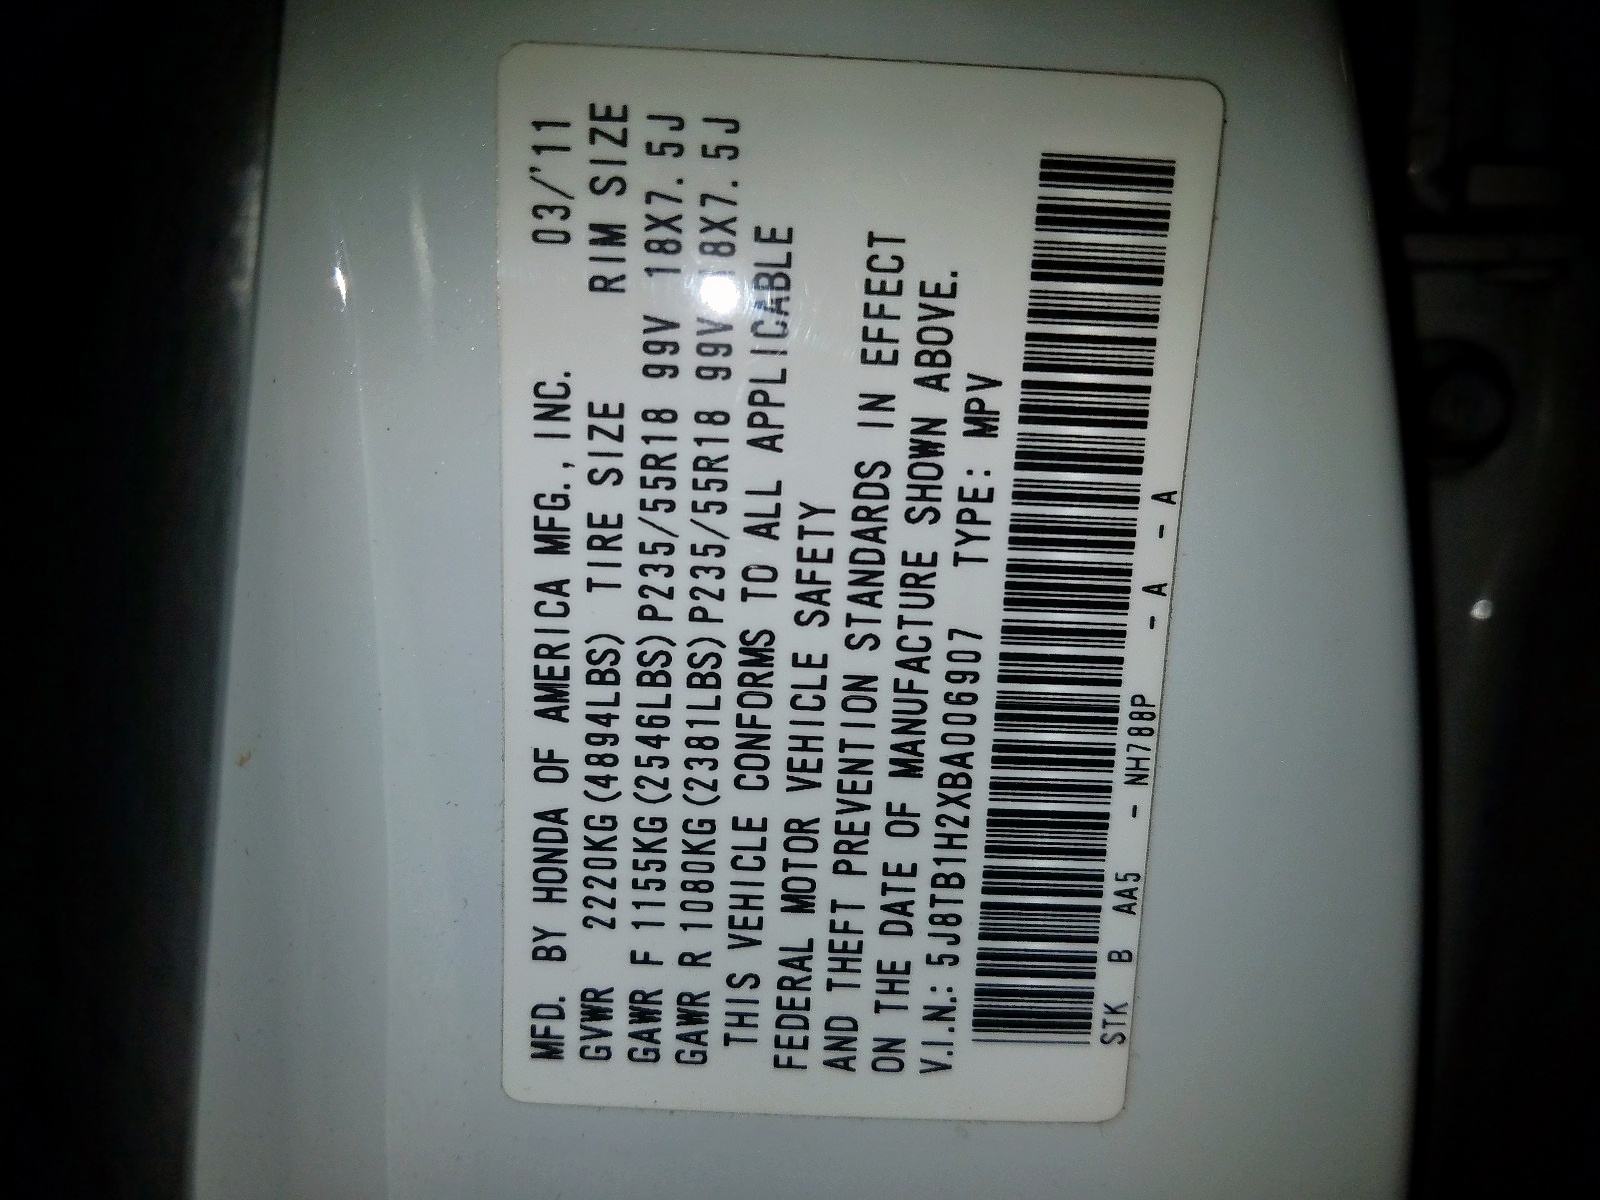 MFD. BY HONDA OF AMERICA MFG., INC. 03/'11
GVWR 2220KG(4894LBS) TIRE SIZE RIM SIZE
GAWR F 1155KG(2546LBS)P235/55R18 99V 18X7.5J
GAWR R 1080KG(2381LBS)P235/55R18 99V 18X7.5J
THIS VEHICLE CONFORMS TO ALL APPLICABLE
FEDERAL MOTOR VEHICLE SAFETY
AND THEFT PREVENTION STANDARDS IN EFFECT
ON THE DATE OF MANUFACTURE SHOWN ABOVE.
V.I.N.: 5J8TB1H2XBA006907 TYPE: MPV
STK B AA5 - NH788P - A - A